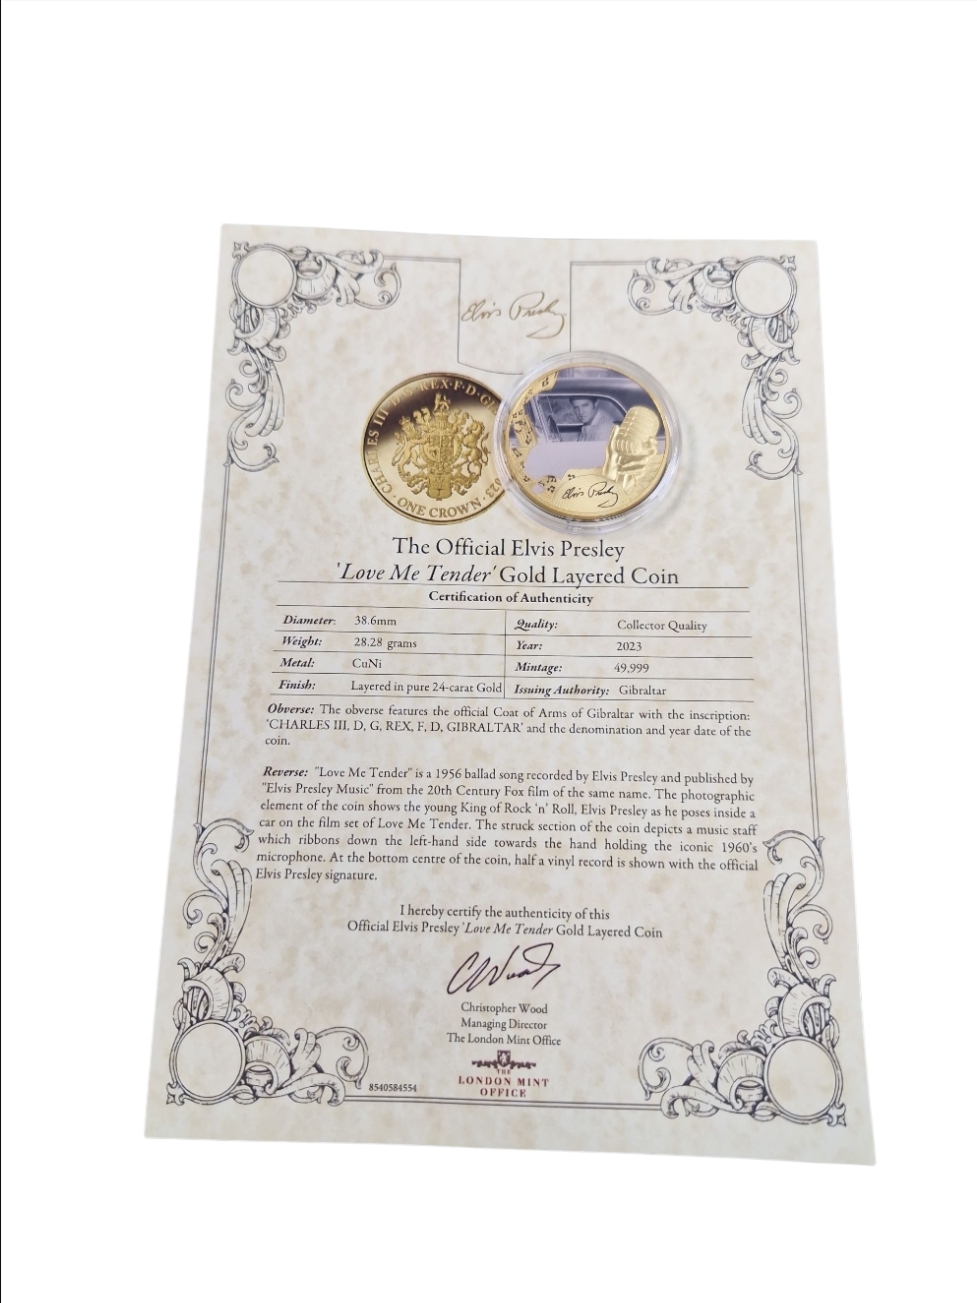 Elvis Presley
CHARLES III D·G·REX·F·D·GI
023
· ONE CROWN ·
Elvis Presley
The Official Elvis Presley
'Love Me Tender' Gold Layered Coin
Certification of Authenticity
Diameter: 38.6mm
Quality: Collector Quality
Weight: 28.28 grams
Year: 2023
Metal: CuNi
Mintage: 49,999
Finish: Layered in pure 24-carat Gold
Issuing Authority: Gibraltar
Obverse: The obverse features the official Coat of Arms of Gibraltar with the inscription:
'CHARLES III, D, G, REX, F, D, GIBRALTAR' and the denomination and year date of the
coin.
Reverse: "Love Me Tender" is a 1956 ballad song recorded by Elvis Presley and published by
"Elvis Presley Music" from the 20th Century Fox film of the same name. The photographic
element of the coin shows the young King of Rock 'n' Roll, Elvis Presley as he poses inside a
car on the film set of Love Me Tender. The struck section of the coin depicts a music staff
which ribbons down the left-hand side towards the hand holding the iconic 1960's
microphone. At the bottom centre of the coin, half a vinyl record is shown with the official
Elvis Presley signature.
I hereby certify the authenticity of this
Official Elvis Presley 'Love Me Tender Gold Layered Coin
CWood
Christopher Wood
Managing Director
The London Mint Office
THE
LONDON MINT
OFFICE
8540584554